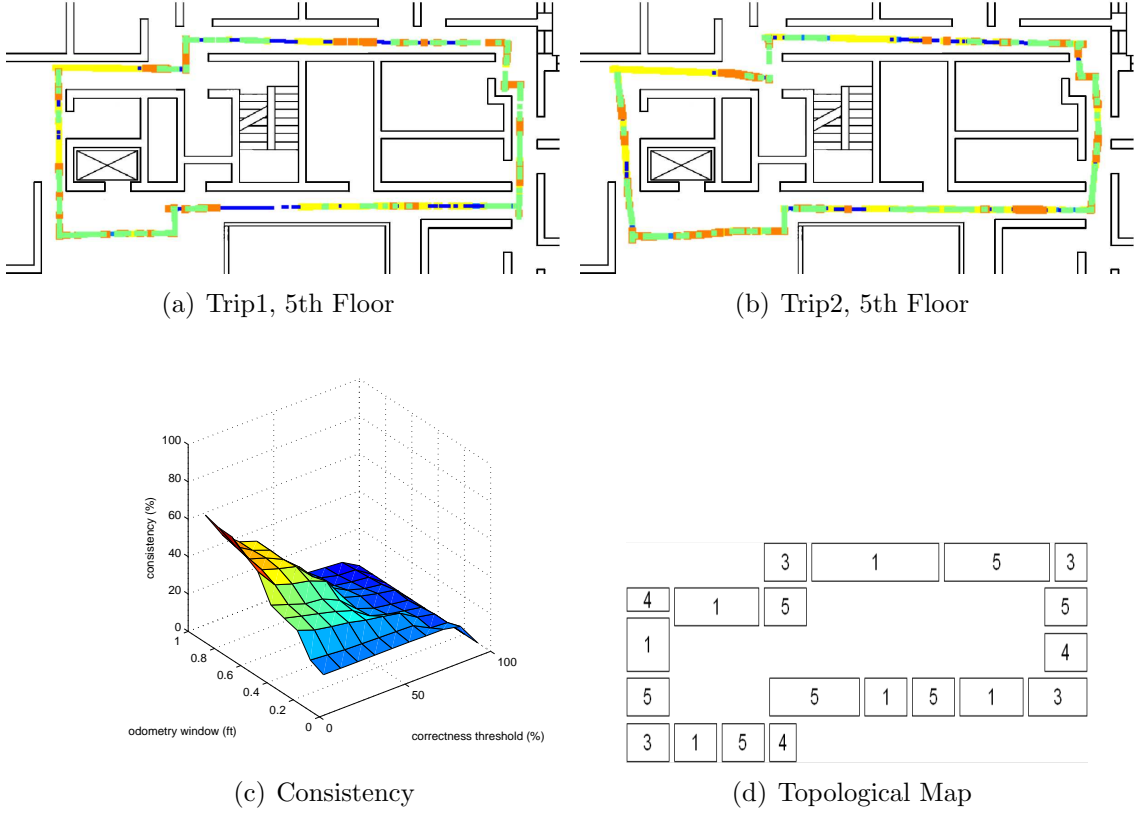 (a) Trip1, 5th Floor
(b) Trip2, 5th Floor
100
80
60
40
20
0
consistency (%)
1
0.8
0.6
0.4
0.2
0
odometry window (ft)
0
50
100
correctness threshold (%)
(c) Consistency
3 1 5 3
4 1 5 5
1 4
5 5 1 5 1 3
3 1 5 4
(d) Topological Map